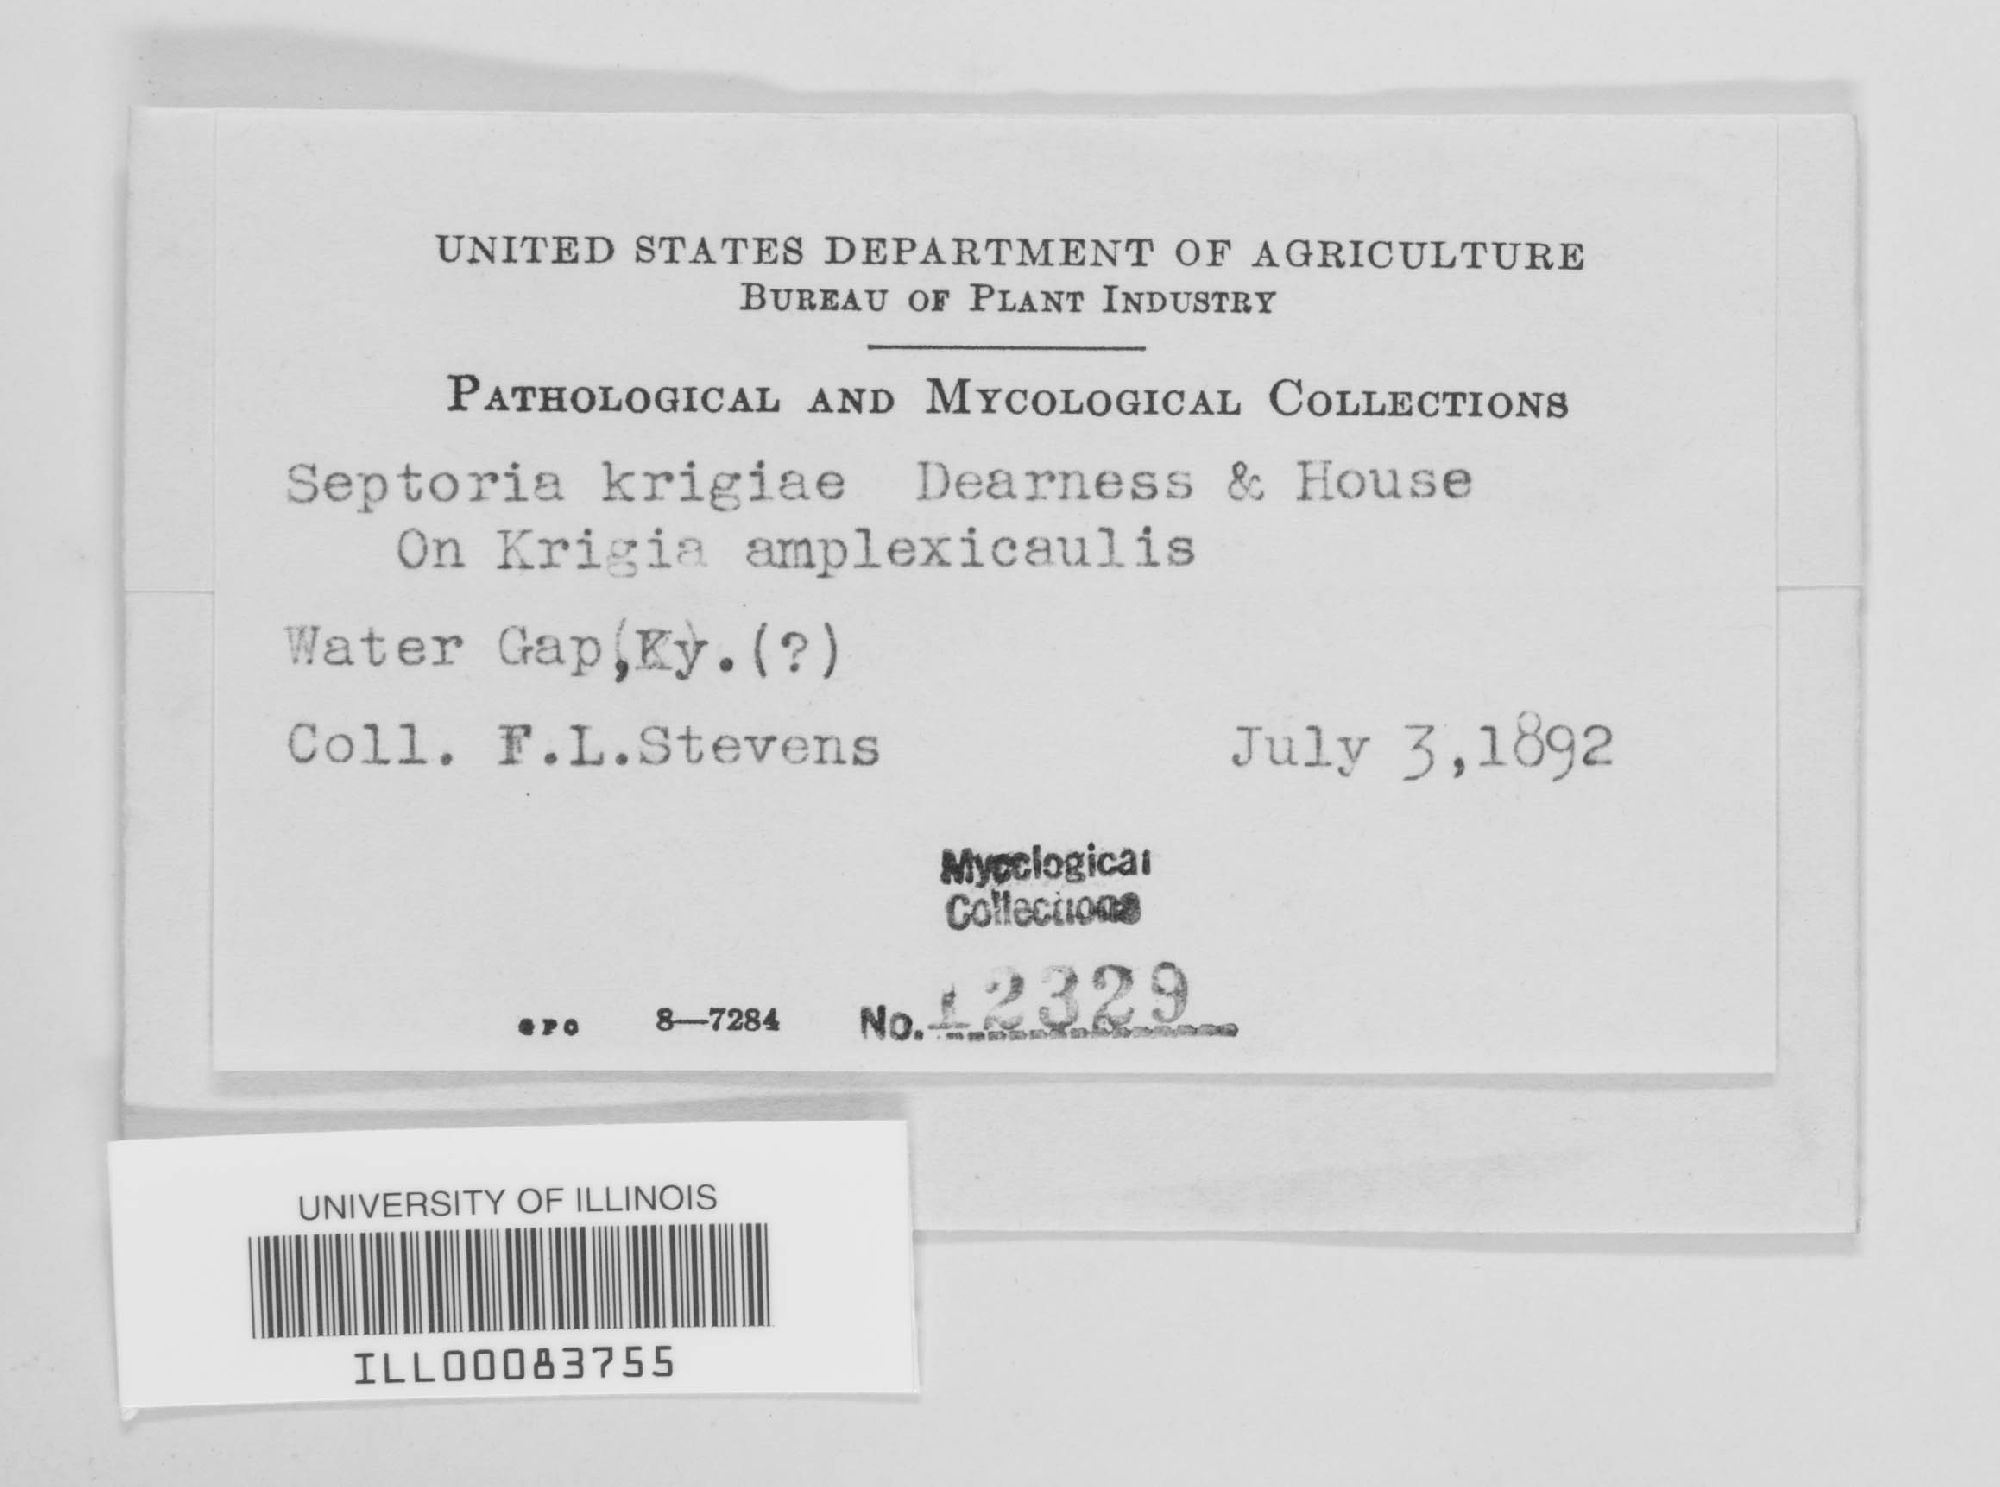 UNITED STATES DEPARTMENT OF AGRICULTURE
BUREAU OF PLANT INDUSTRY
PATHOLOGICAL AND MYCOLOGICAL COLLECTIONS
Septoria krigiae Dearness & House
On Krigia amplexicaulis
Water Gap, Ky. (?)
Coll. F.L.Stevens July 3,1892
Mycological
Collections
GPO 8—7284 No. 12329
UNIVERSITY OF ILLINOIS
ILL00083755